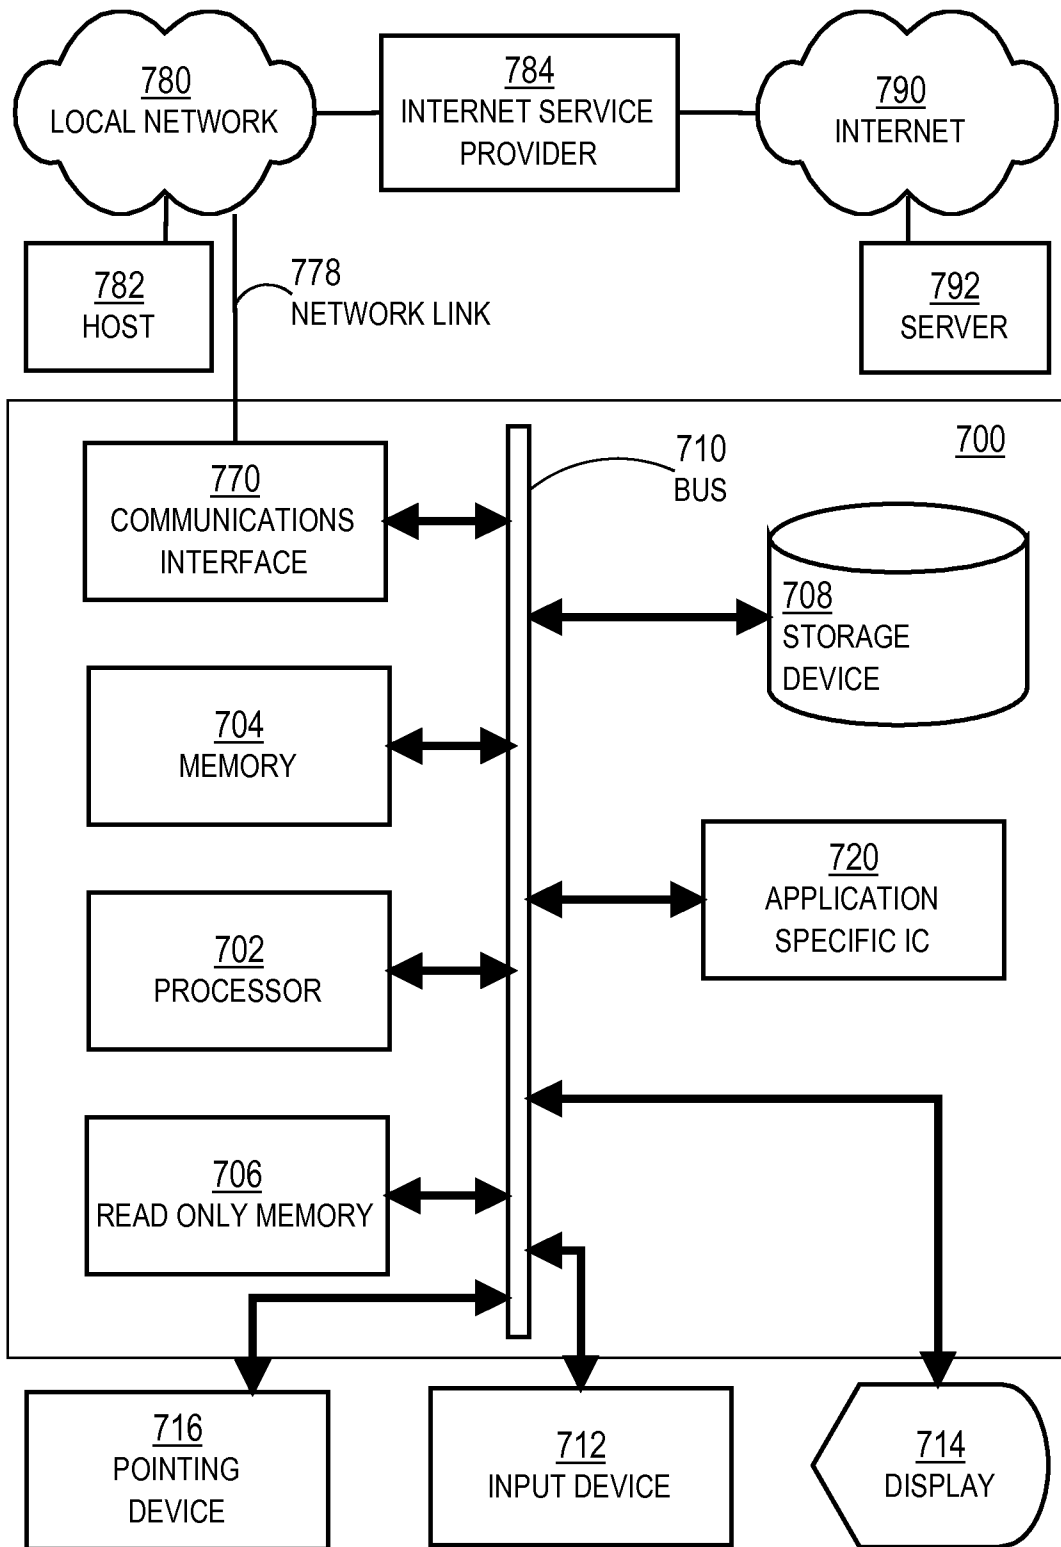 780
LOCAL NETWORK
784
INTERNET SERVICE
PROVIDER
790
INTERNET
782
HOST
778
NETWORK LINK
792
SERVER
700
770
COMMUNICATIONS
INTERFACE
710
BUS
708
STORAGE
DEVICE
704
MEMORY
720
APPLICATION
SPECIFIC IC
702
PROCESSOR
706
READ ONLY MEMORY
716
POINTING
DEVICE
712
INPUT DEVICE
714
DISPLAY